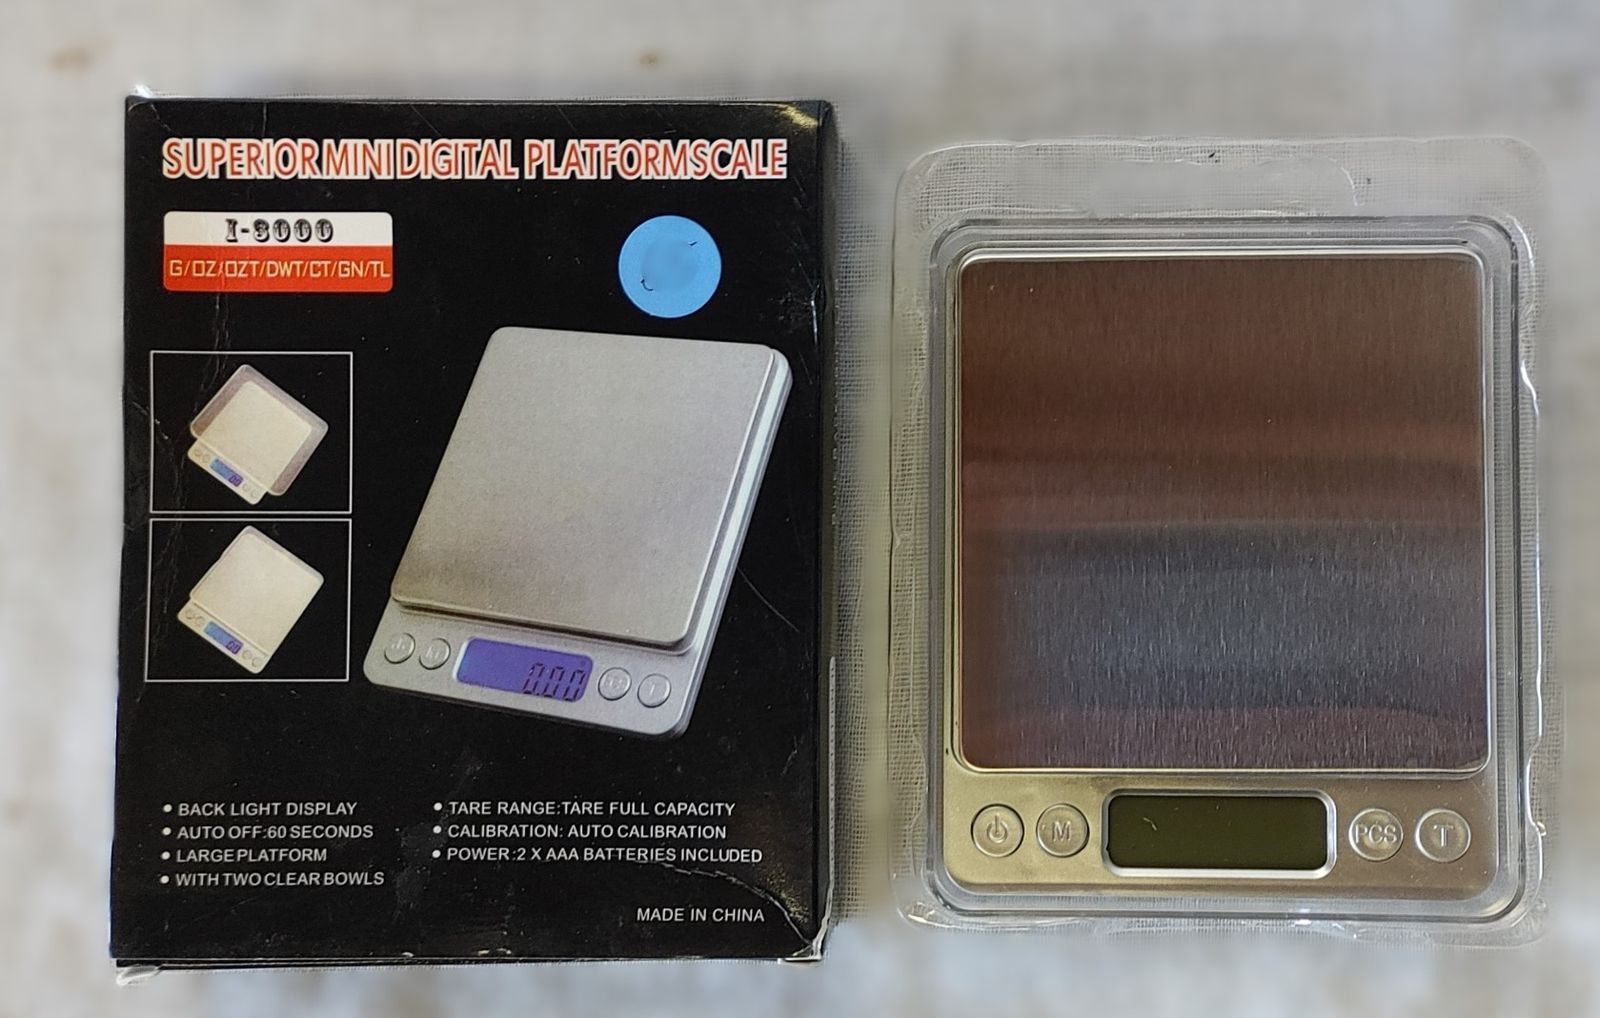 SUPERIOR MINI DIGITAL PLATFORMSCALE
I-3000
G/OZ/OZT/DWT/CT/GN/TL
0.00
T
BACK LIGHT DISPLAY
AUTO OFF:60 SECONDS
LARGE PLATFORM
WITH TWO CLEAR BOWLS
TARE RANGE:TARE FULL CAPACITY
CALIBRATION: AUTO CALIBRATION
POWER:2 X AAA BATTERIES INCLUDED
MADE IN CHINA
M
PCS
T